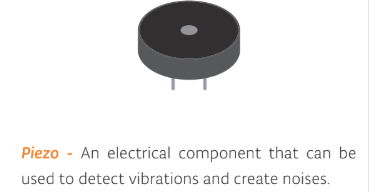 Piezo - An electrical component that can be
used to detect vibrations and create noises.